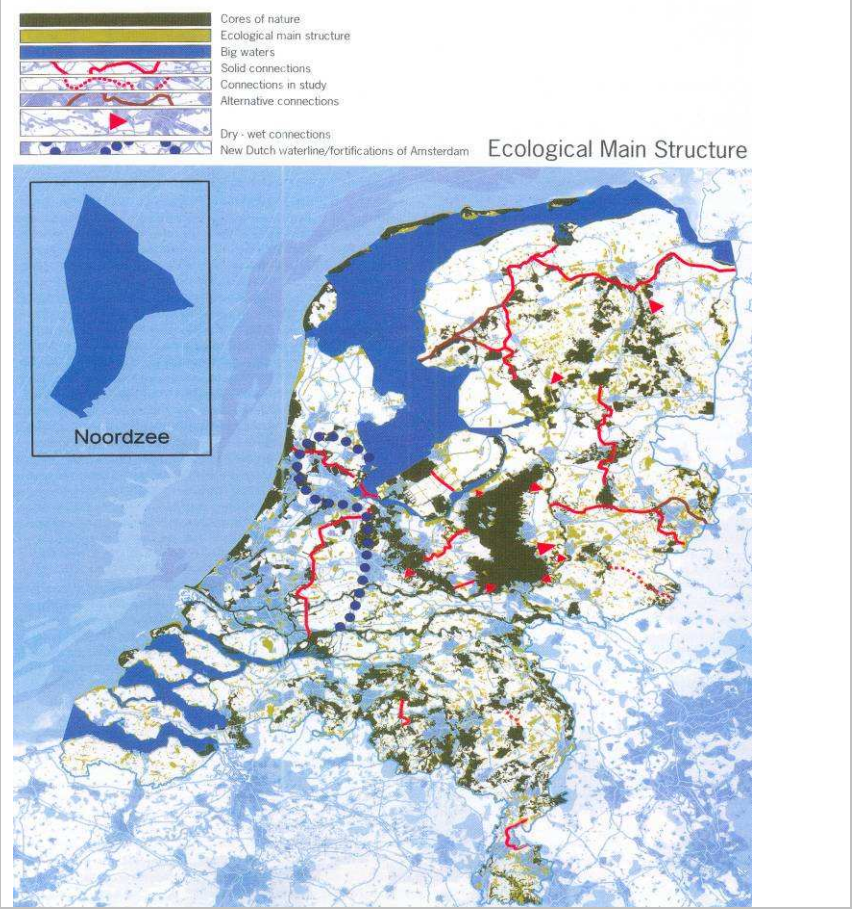 Cores of nature
Ecological main structure
Big waters
Solid connections
Connections in study
Alternative connections
Dry - wet connections
New Dutch waterline/fortifications of Amsterdam
Ecological Main Structure
Noordzee